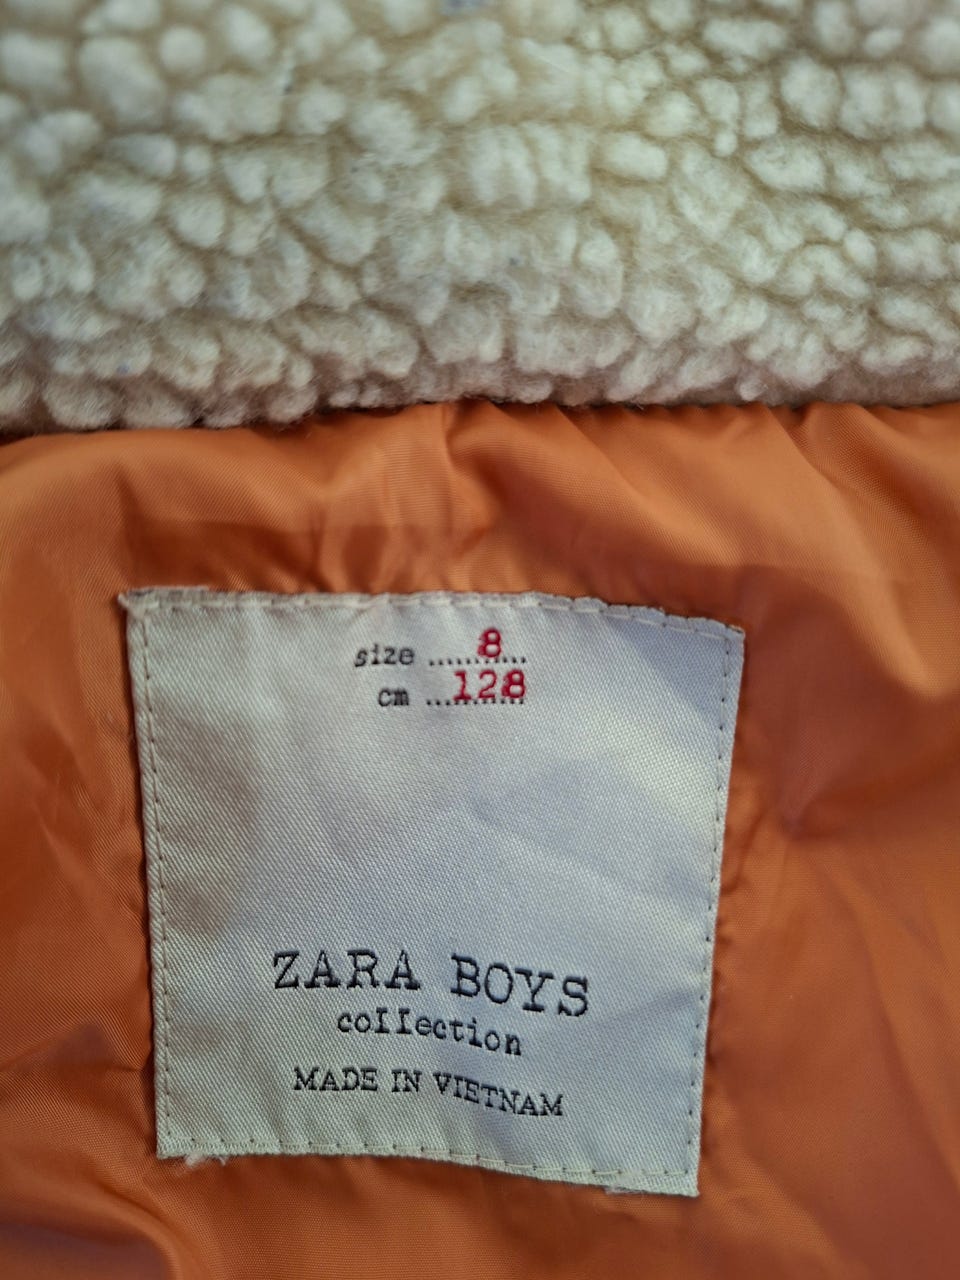 size ........8....
cm ....128....
ZARA BOYS
collection
MADE IN VIETNAM